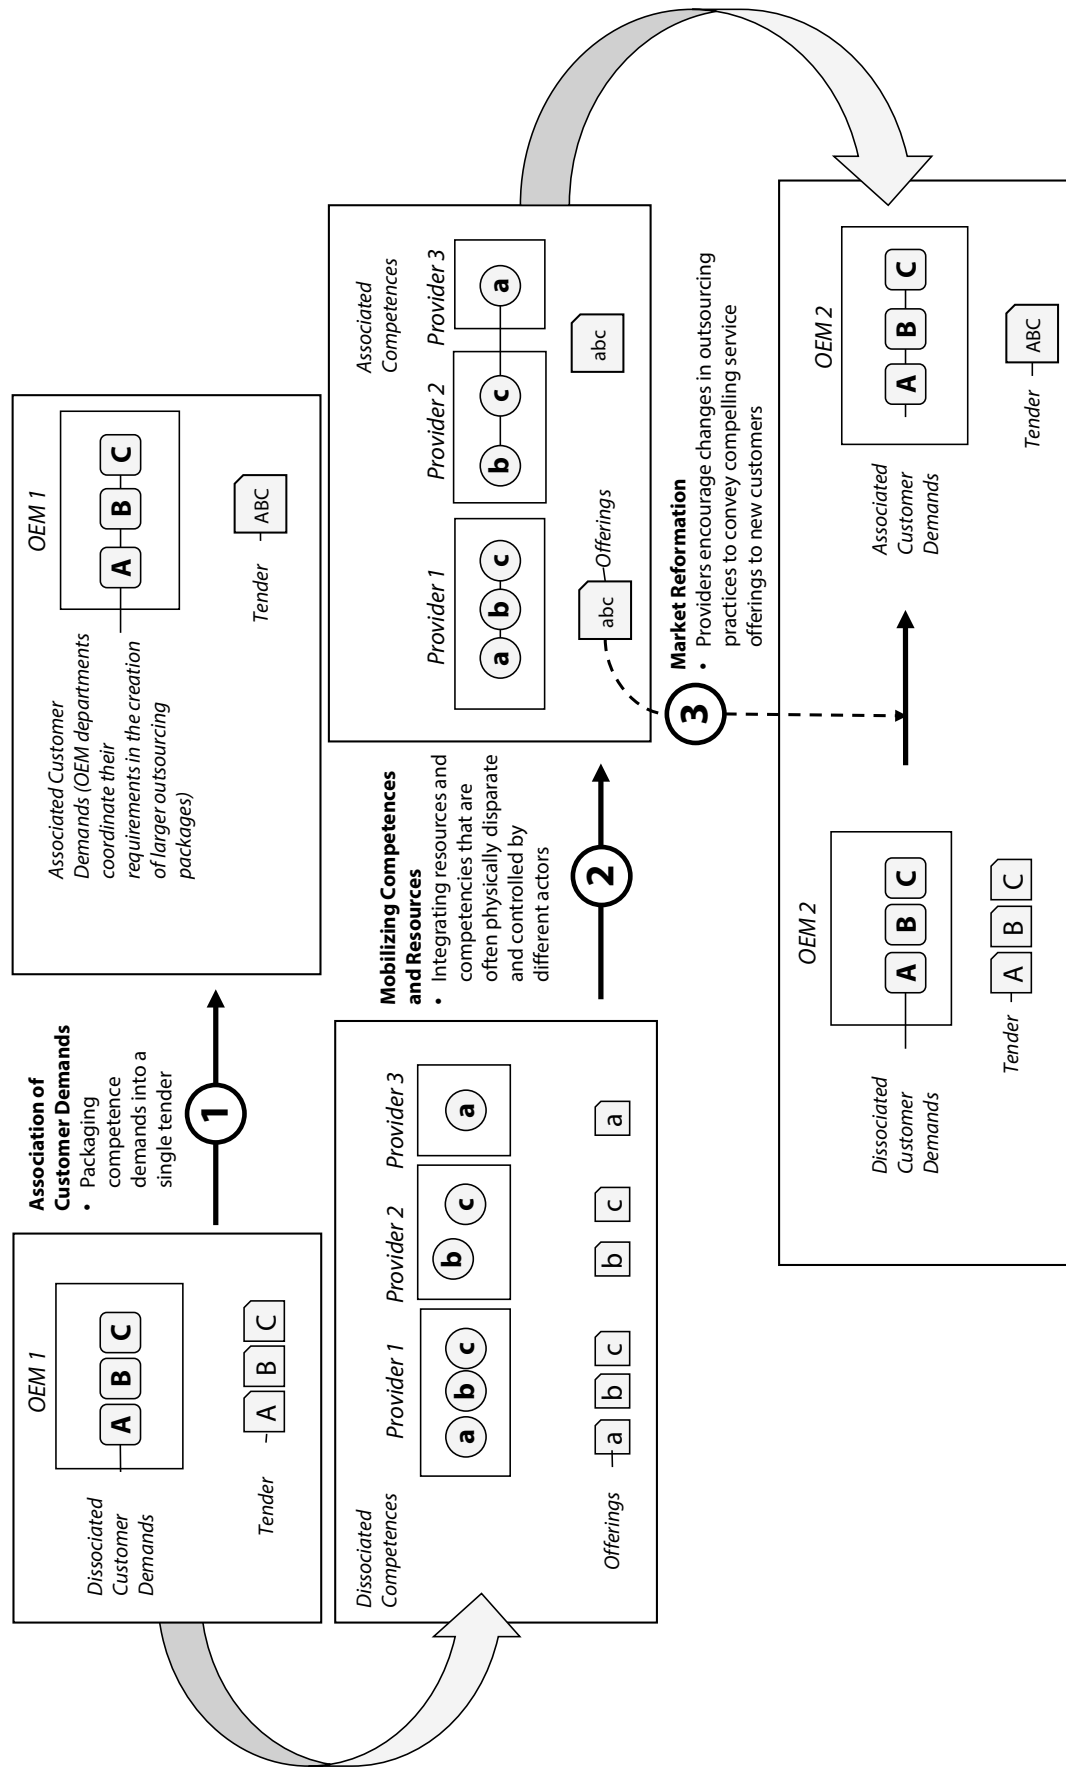 OEM 1
Dissociated
Customer
Demands
A B C
Tender
A B C
Association of
Customer Demands
• Packaging
competence
demands into a
single tender
1
OEM 1
Associated Customer
Demands (OEM departments
coordinate their
requirements in the creation
of larger outsourcing
packages)
A B C
Tender
ABC
Dissociated
Competences
Provider 1
Provider 2
Provider 3
a b c
b c
a
Offerings
a b c
b c
a
Mobilizing Competences
and Resources
• Integrating resources and
competencies that are
often physically disparate
and controlled by
different actors
2
Associated
Competences
Provider 1
Provider 2
Provider 3
a b c
b c
a
abc
Offerings
abc
3
Market Reformation
• Providers encourage changes in outsourcing
practices to convey compelling service
offerings to new customers
OEM 2
Dissociated
Customer
Demands
A B C
Tender
A B C
OEM 2
Associated
Customer
Demands
A B C
Tender
ABC